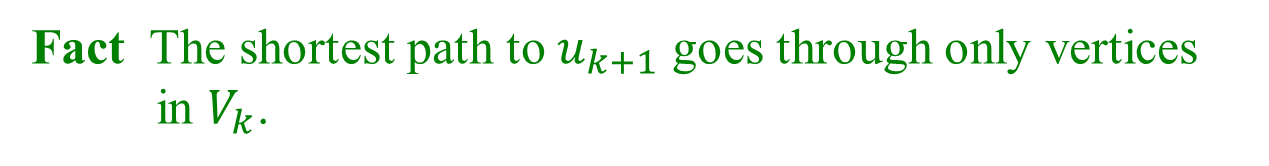 Fact The shortest path to u_{k+1} goes through only vertices
in V_k.